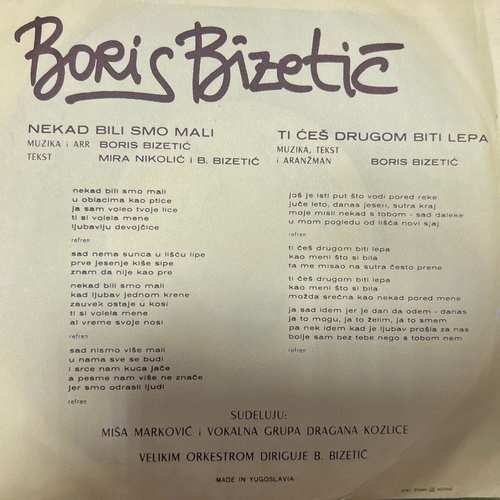 Boris Bizetić
NEKAD BILI SMO MALI
MUZIKA I ARR BORIS BIZETIĆ
TEKST MIRA NIKOLIĆ i B. BIZETIĆ
nekad bili smo mali
u oblacima kao ptice
ja sam voleo tvoje lice
ti si volela mene
ljubavlju devojčice
refren
sad nema sunca u lišću lipe
prve jesenje kiše sipe
znam da nije kao pre
nekad bili smo mali
kad ljubav jednom krene
zauvek ostaje u kosi
ti si volela mene
al vreme svoje nosi
refren
sad nismo više mali
u nama sve se budi
i srce nam kuca jače
a pesme nam više ne znače
jer smo odrasli ljudi
refren
TI ĆEŠ DRUGOM BITI LEPA
MUZIKA, TEKST
i ARANŽMAN BORIS BIZETIĆ
još je isti put što vodi pored reke
juče leto, danas jesen, sutra kraj
moje misli nekad s tobom - sad daleke
u mom pogledu od lišća novi sjaj
refren
ti ćeš drugom biti lepa
kao meni što si bila
ta me misao na sutra često prene
ti ćeš drugom biti lepa
kao meni što si bila
možda srećna kao nekad pored mene
ja sad idem jer je dan da odem - danas
ja to mogu, ja to želim, ja to smem
pa nek idem kad je ljubav prošla za nas
bolje sam bez tebe nego s tobom nem
refren
SUDELUJU:
MIŠA MARKOVIĆ i VOKALNA GRUPA DRAGANA KOZLICE
VELIKIM ORKESTROM DIRIGUJE B. BIZETIĆ
MADE IN YUGOSLAVIA